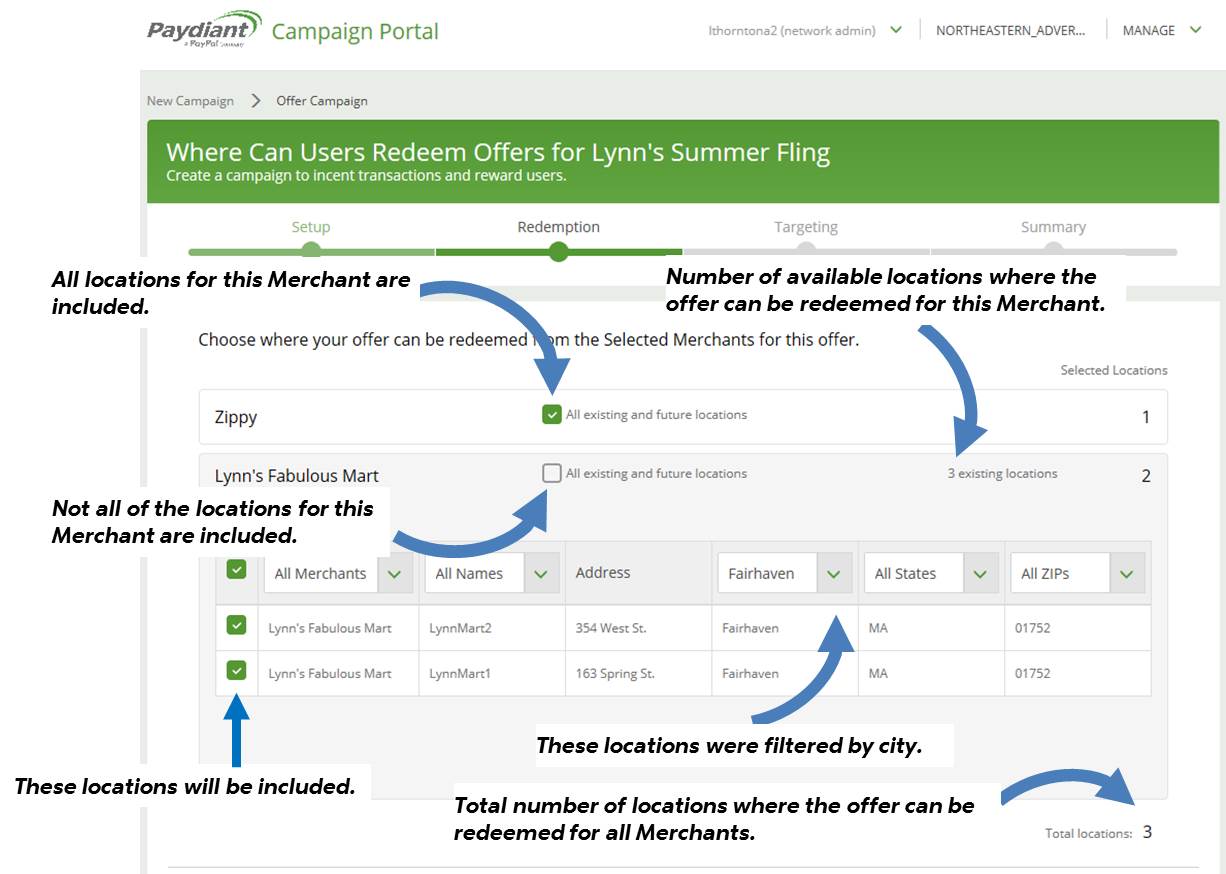 Paydiant Campaign Portal
a PayPal company
lthorntona2 (network admin) NORTHEASTERN_ADVER... MANAGE
New Campaign Offer Campaign
Where Can Users Redeem Offers for Lynn's Summer Fling
Create a campaign to incent transactions and reward users.
Setup Redemption Targeting Summary
All locations for this Merchant are
included.
Number of available locations where the
offer can be redeemed for this Merchant.
Choose where your offer can be redeemed from the Selected Merchants for this offer.
Selected Locations
Zippy All existing and future locations 1
Lynn's Fabulous Mart All existing and future locations 3 existing locations 2
Not all of the locations for this
Merchant are included.
All Merchants All Names Address Fairhaven All States All ZIPs
Lynn's Fabulous Mart LynnMart2 354 West St. Fairhaven MA 01752
Lynn's Fabulous Mart LynnMart1 163 Spring St. Fairhaven MA 01752
These locations were filtered by city.
These locations will be included.
Total number of locations where the offer can be
redeemed for all Merchants.
Total locations: 3